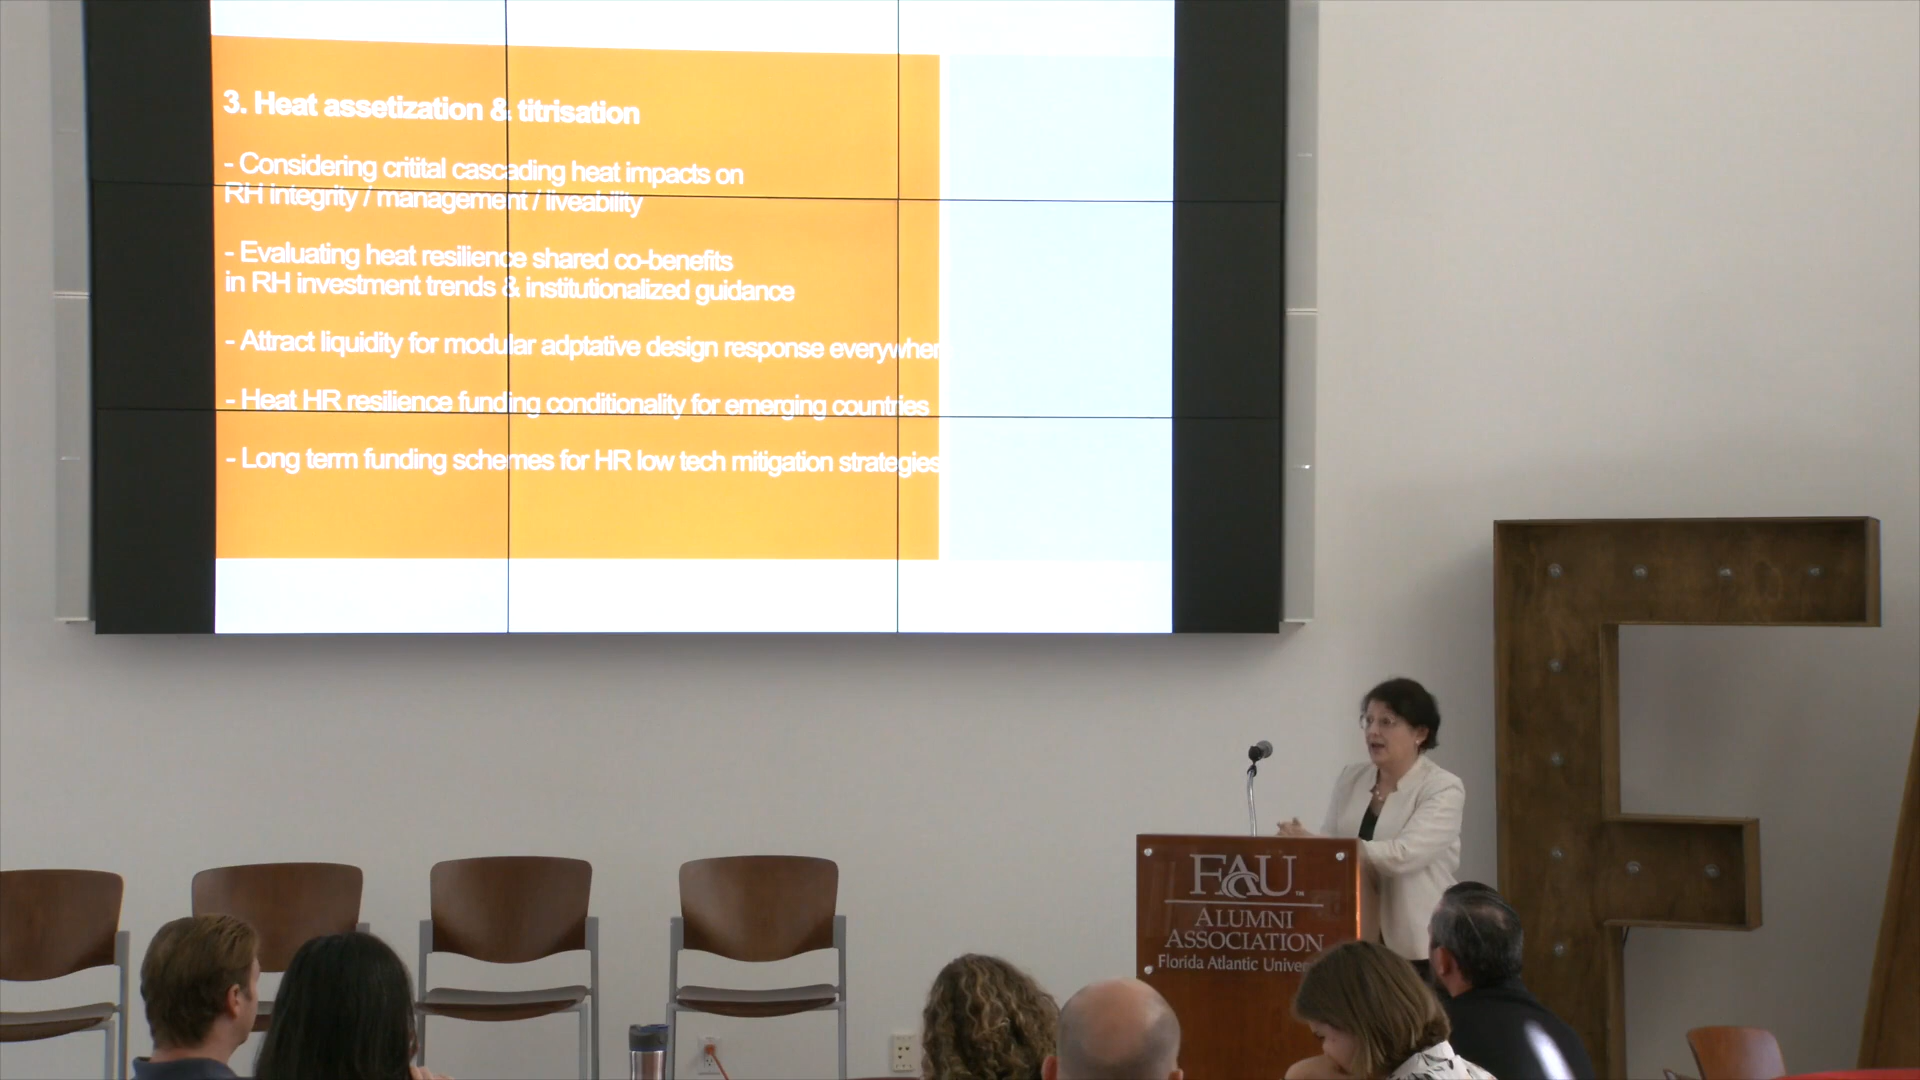 3. Heat assetization & titrisation
- Considering critital cascading heat impacts on
RH integrity / management / liveability
- Evaluating heat resilience shared co-benefits
in RH investment trends & institutionalized guidance
- Attract liquidity for modular adptative design response everywher
- Heat HR resilience funding conditionality for emerging countries
- Long term funding schemes for HR low tech mitigation strategies
FAU
ALUMNI
ASSOCIATION
Florida Atlantic